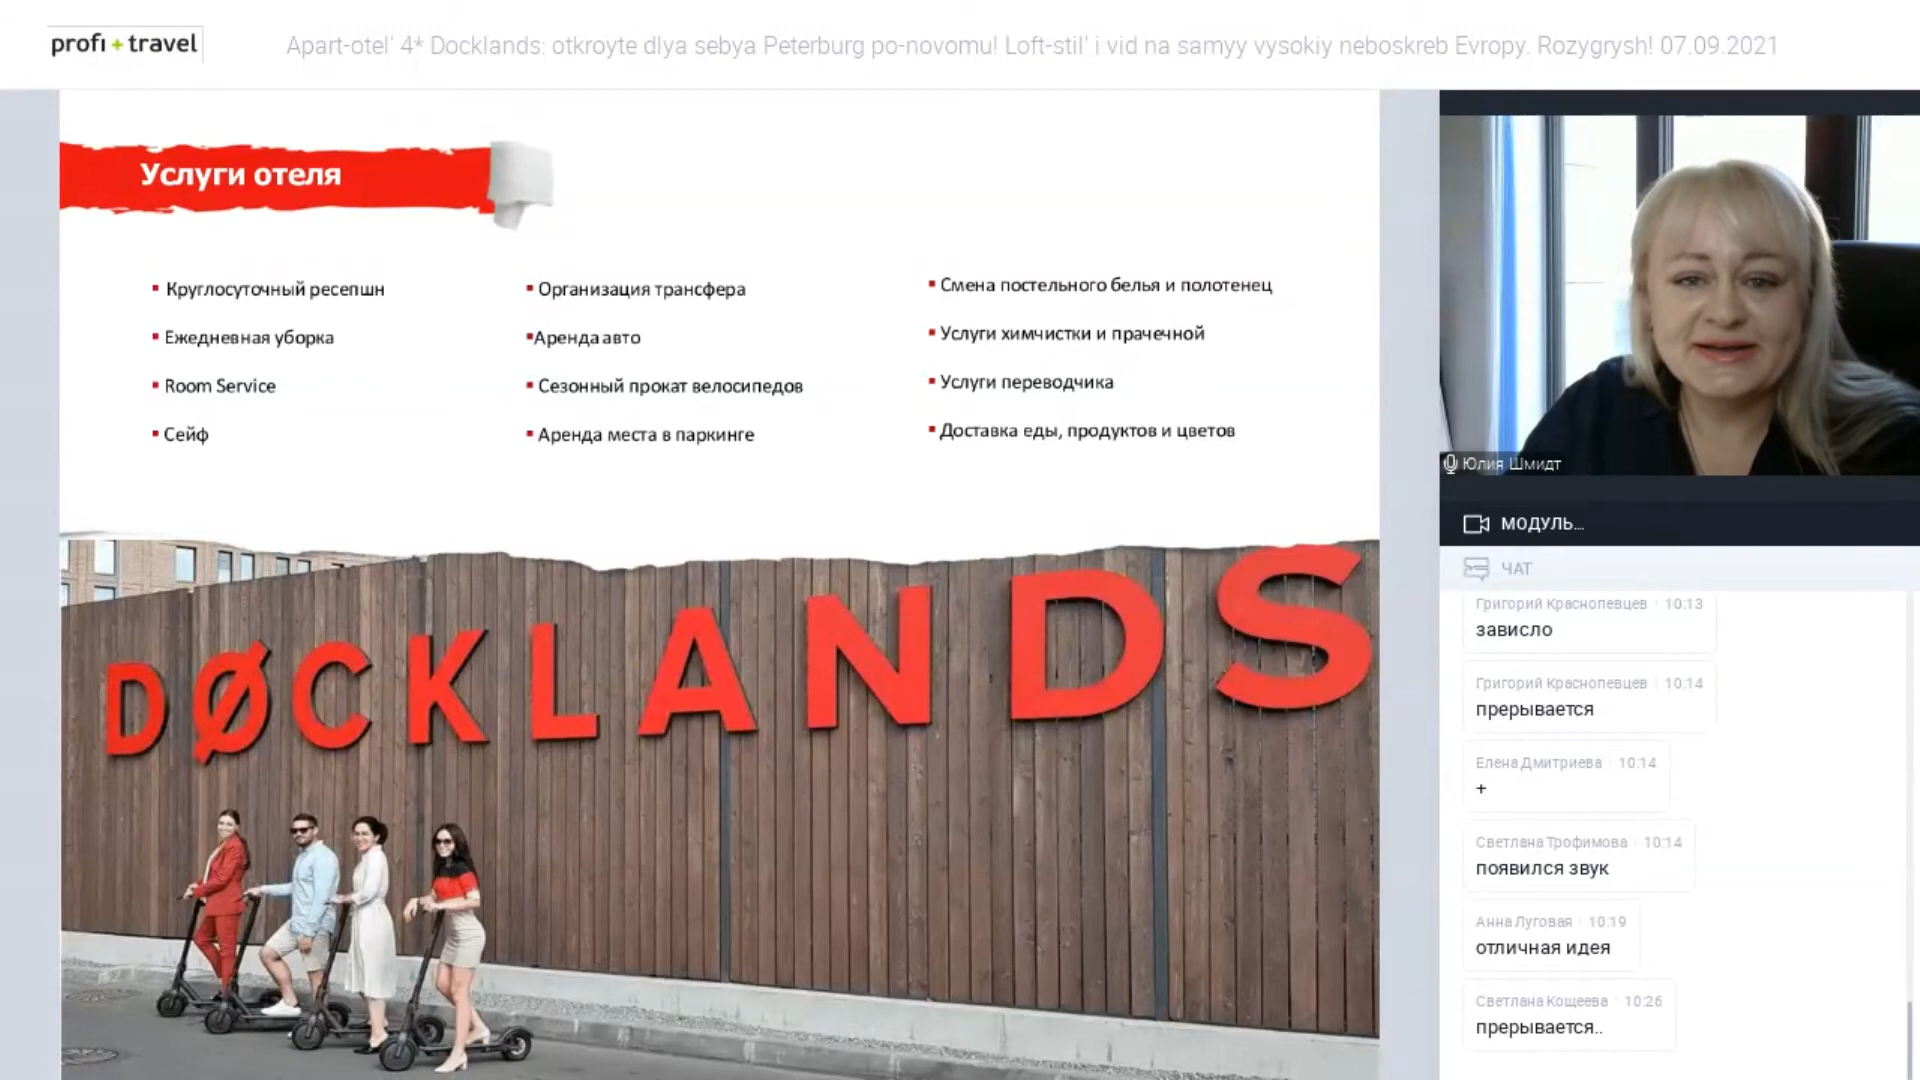 profi + travel
Apart-otel' 4* Docklands: otkroyte dlya sebya Peterburg po-novomu! Loft-stil' i vid na samyy vysokiy neboskreb Evropy. Rozygrysh! 07.09.2021
Услуги отеля
▪ Круглосуточный ресепшн
▪ Ежедневная уборка
▪ Room Service
▪ Сейф
▪ Организация трансфера
▪Аренда авто
▪ Сезонный прокат велосипедов
▪ Аренда места в паркинге
▪ Смена постельного белья и полотенец
▪ Услуги химчистки и прачечной
▪ Услуги переводчика
▪ Доставка еды, продуктов и цветов
DØCKLANDS
Юлия Шмидт
МОДУЛЬ...
ЧАТ
Григорий Краснопевцев 10:13
зависло
Григорий Краснопевцев 10:14
прерывается
Елена Дмитриева 10:14
+
Светлана Трофимова 10:14
появился звук
Анна Луговая 10:19
отличная идея
Светлана Кощеева 10:26
прерывается..